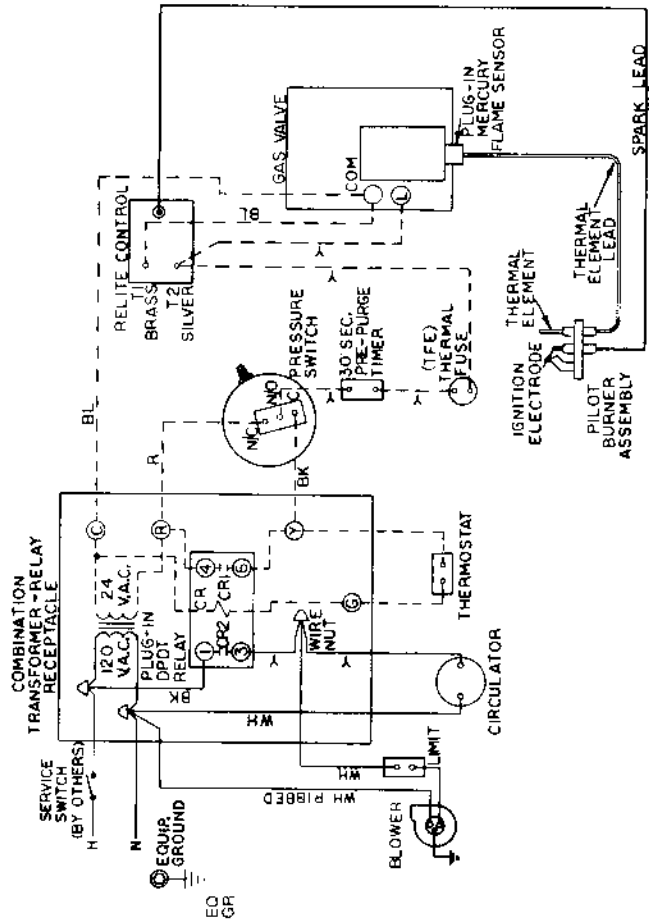 COMBINATION
TRANSFORMER-RELAY
RECEPTACLE
SERVICE
SWITCH
(BY OTHERS)
H
N
EQUIP.
GROUND
EQ
GR
120
V.A.C.
24
V.A.C.
PLUG-IN
DPDT
RELAY
BK
WH
1
CR2
3
CR
CR1
4
6
C
R
Y
G
WIRE
NUT
Y
Y
WH
WH RIBBED
BLOWER
LIMIT
CIRCULATOR
THERMOSTAT
BL
R
BK
N/C
N/O
C
PRESSURE
SWITCH
Y
30 SEC.
PRE-PURGE
TIMER
Y
(TFE)
THERMAL
FUSE
Y
RELITE CONTROL
T1
BRASS
T2
SILVER
BL
Y
GAS VALVE
COM
L
PLUG-IN
MERCURY
FLAME SENSOR
SPARK LEAD
THERMAL
ELEMENT
LEAD
THERMAL
ELEMENT
IGNITION
ELECTRODE
PILOT
BURNER
ASSEMBLY